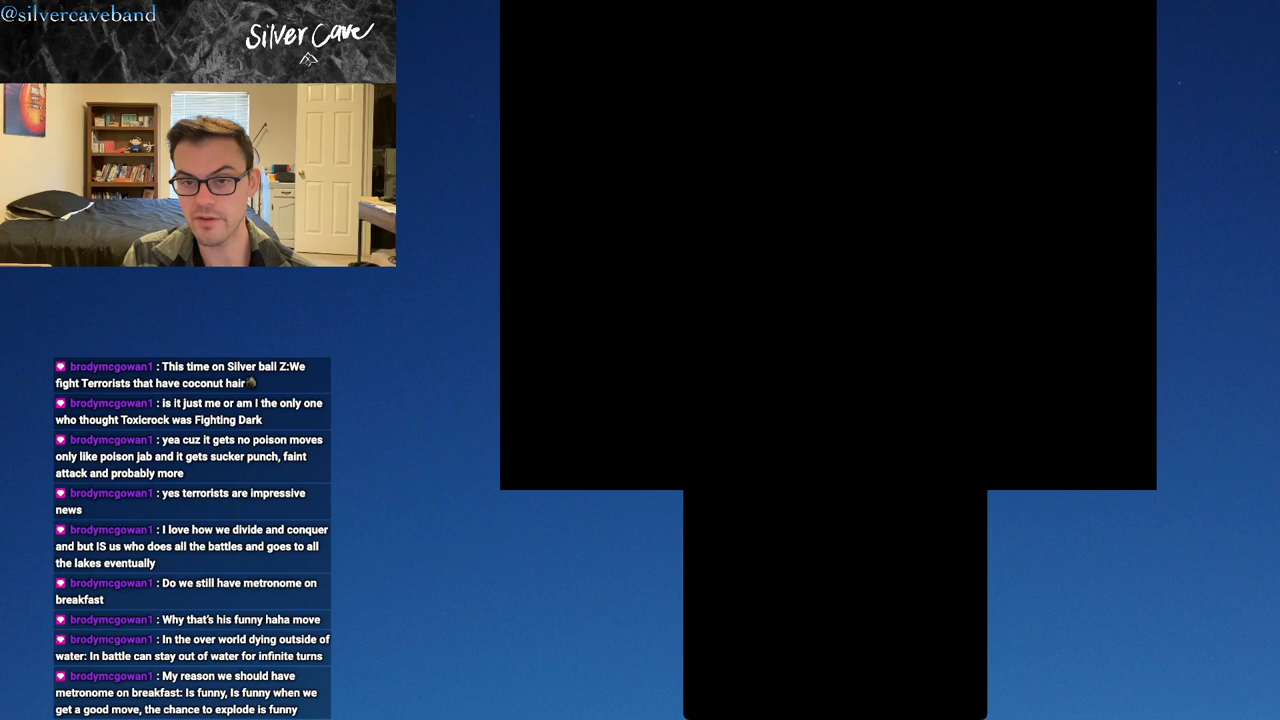 @silvercaveband
Silver Cave
brodymcgowan1 : This time on Silver ball Z:We
fight Terrorists that have coconut hair
brodymcgowan1 : is it just me or am I the only one
who thought Toxicrock was Fighting Dark
brodymcgowan1 : yea cuz it gets no poison moves
only like poison jab and it gets sucker punch, faint
attack and probably more
brodymcgowan1 : yes terrorists are impressive
news
brodymcgowan1 : I love how we divide and conquer
and but IS us who does all the battles and goes to all
the lakes eventually
brodymcgowan1 : Do we still have metronome on
breakfast
brodymcgowan1 : Why that's his funny haha move
brodymcgowan1 : In the over world dying outside of
water: In battle can stay out of water for infinite turns
brodymcgowan1 : My reason we should have
metronome on breakfast: Is funny, Is funny when we
get a good move, the chance to explode is funny